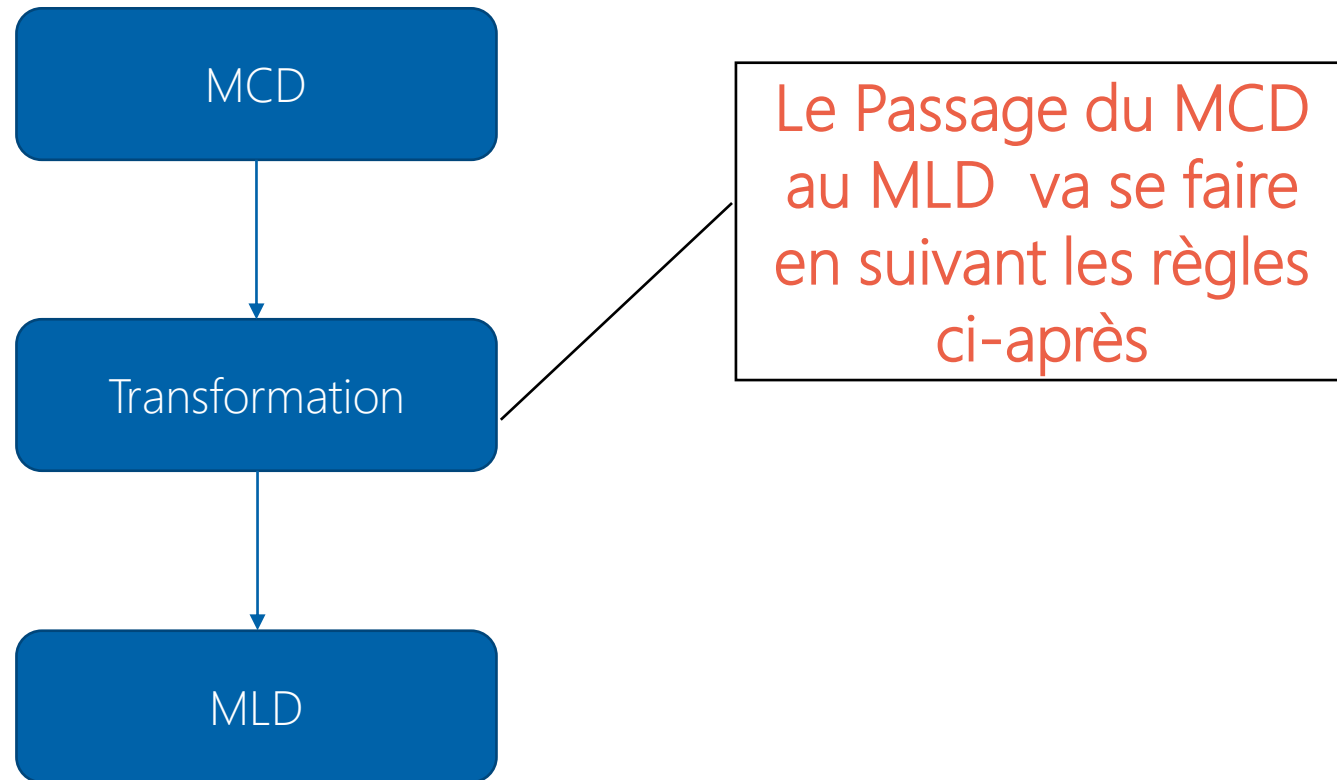 MCD
Le Passage du MCD
au MLD va se faire
en suivant les règles
ci-après
Transformation
MLD